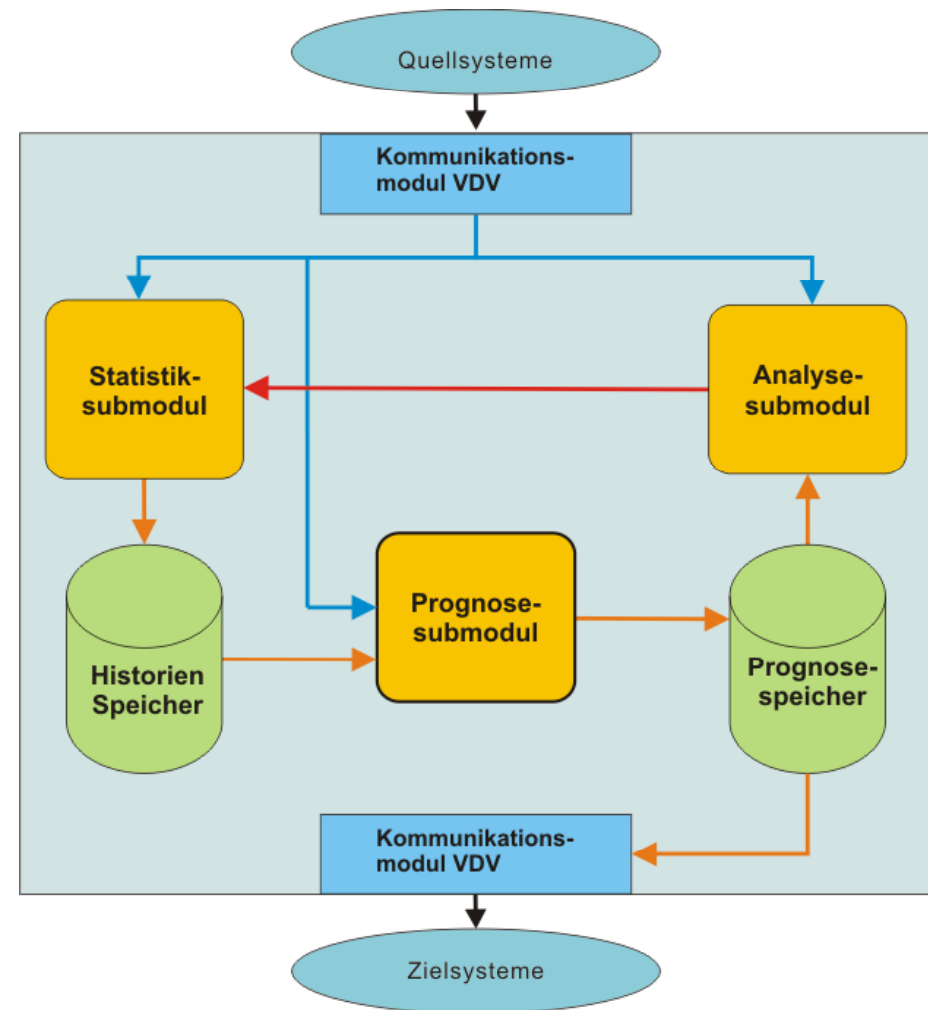 Quellsysteme
Kommunikations-
modul VDV
Statistik-
submodul
Analyse-
submodul
Prognose-
submodul
Historien
Speicher
Prognose-
speicher
Kommunikations-
modul VDV
Zielsysteme